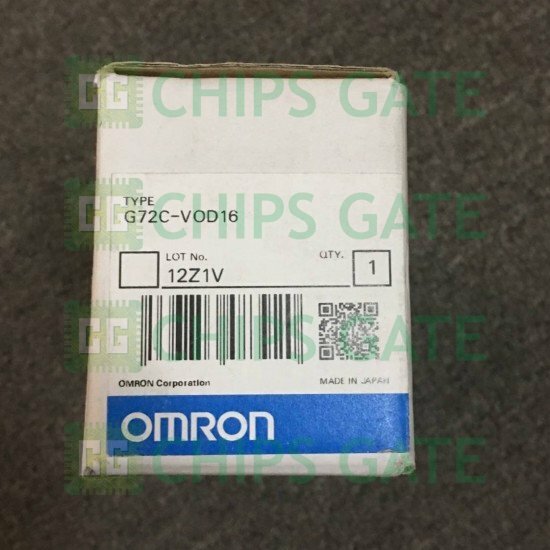 CHIPS GATE
TYPE
G72C-VOD16
CHIPS GATE
LOT No.
QTY.
12Z1V
1
CHIPS GATE
OMRON Corporation
MADE IN JAPAN
OMRON
CHIPS GATE